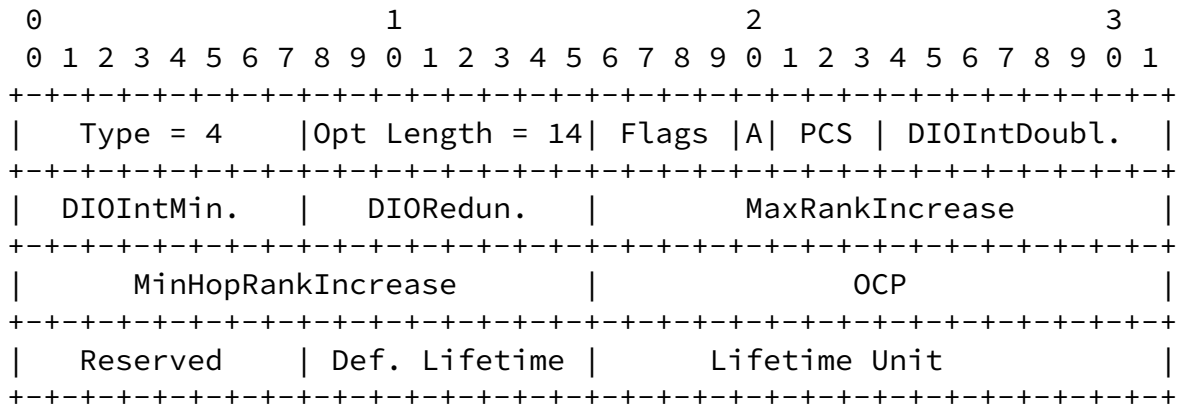 0                   1                   2                   3
 0 1 2 3 4 5 6 7 8 9 0 1 2 3 4 5 6 7 8 9 0 1 2 3 4 5 6 7 8 9 0 1
+-+-+-+-+-+-+-+-+-+-+-+-+-+-+-+-+-+-+-+-+-+-+-+-+-+-+-+-+-+-+-+-+
|   Type = 4    |Opt Length = 14| Flags |A| PCS | DIOIntDoubl.  |
+-+-+-+-+-+-+-+-+-+-+-+-+-+-+-+-+-+-+-+-+-+-+-+-+-+-+-+-+-+-+-+-+
|  DIOIntMin.   |   DIORedun.   |        MaxRankIncrease        |
+-+-+-+-+-+-+-+-+-+-+-+-+-+-+-+-+-+-+-+-+-+-+-+-+-+-+-+-+-+-+-+-+
|      MinHopRankIncrease       |              OCP              |
+-+-+-+-+-+-+-+-+-+-+-+-+-+-+-+-+-+-+-+-+-+-+-+-+-+-+-+-+-+-+-+-+
|   Reserved    | Def. Lifetime |      Lifetime Unit            |
+-+-+-+-+-+-+-+-+-+-+-+-+-+-+-+-+-+-+-+-+-+-+-+-+-+-+-+-+-+-+-+-+